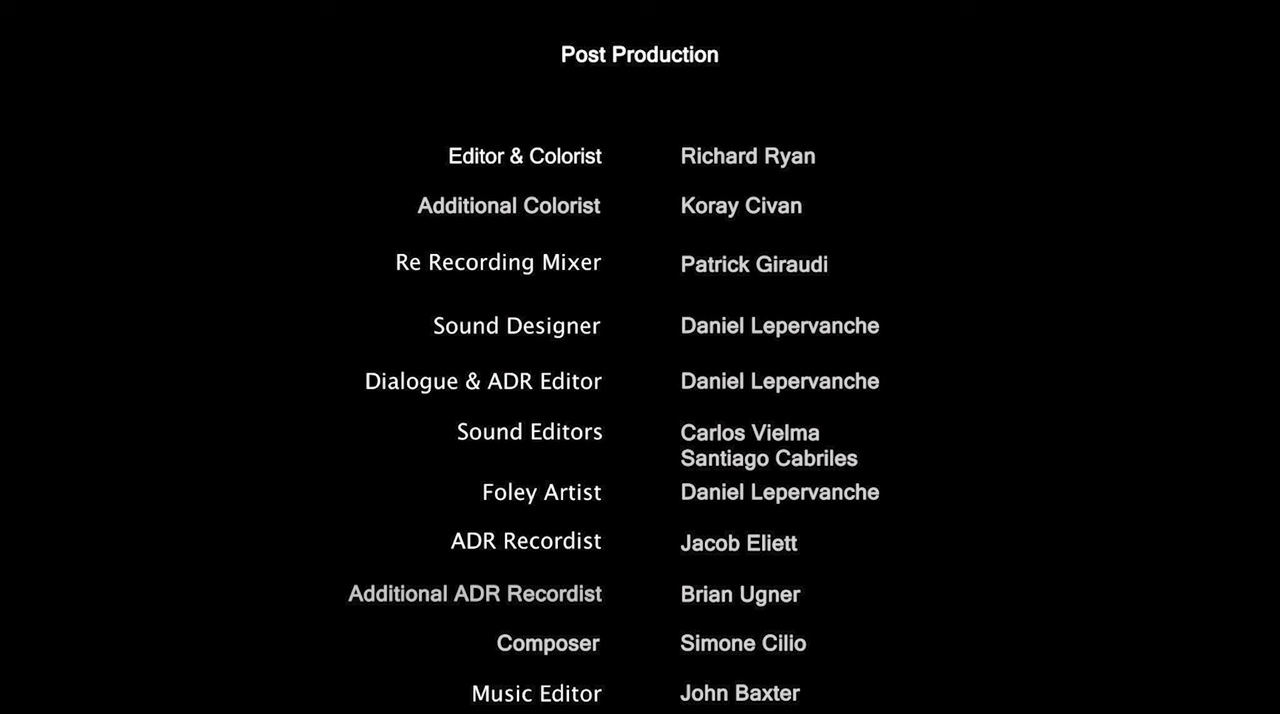 Post Production
Editor & Colorist Richard Ryan
Additional Colorist Koray Civan
Re Recording Mixer Patrick Giraudi
Sound Designer Daniel Lepervanche
Dialogue & ADR Editor Daniel Lepervanche
Sound Editors Carlos Vielma
Santiago Cabriles
Foley Artist Daniel Lepervanche
ADR Recordist Jacob Eliett
Additional ADR Recordist Brian Ugner
Composer Simone Cilio
Music Editor John Baxter